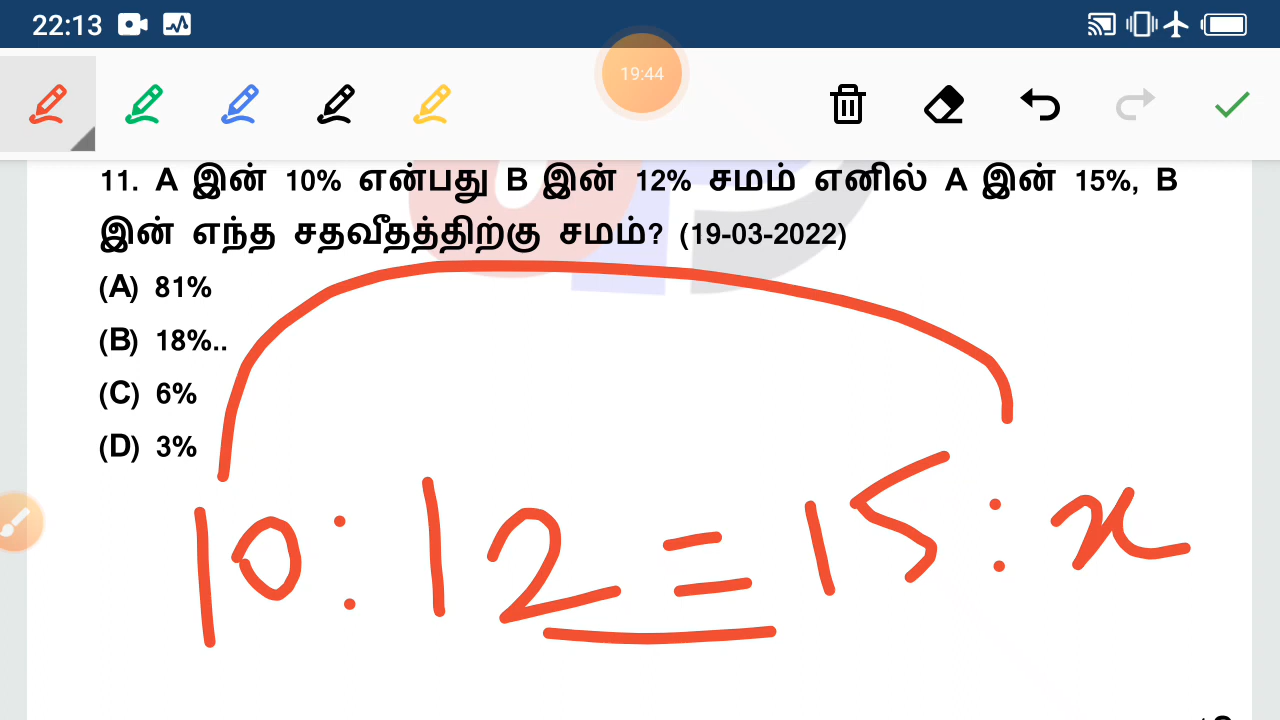 22:13
19:44
11. A இன் 10% என்பது B இன் 12% சமம் எனில் A இன் 15%, B
இன் எந்த சதவீதத்திற்கு சமம்? (19-03-2022)
(A) 81%
(B) 18%..
(C) 6%
(D) 3%
10:12 = 15:x